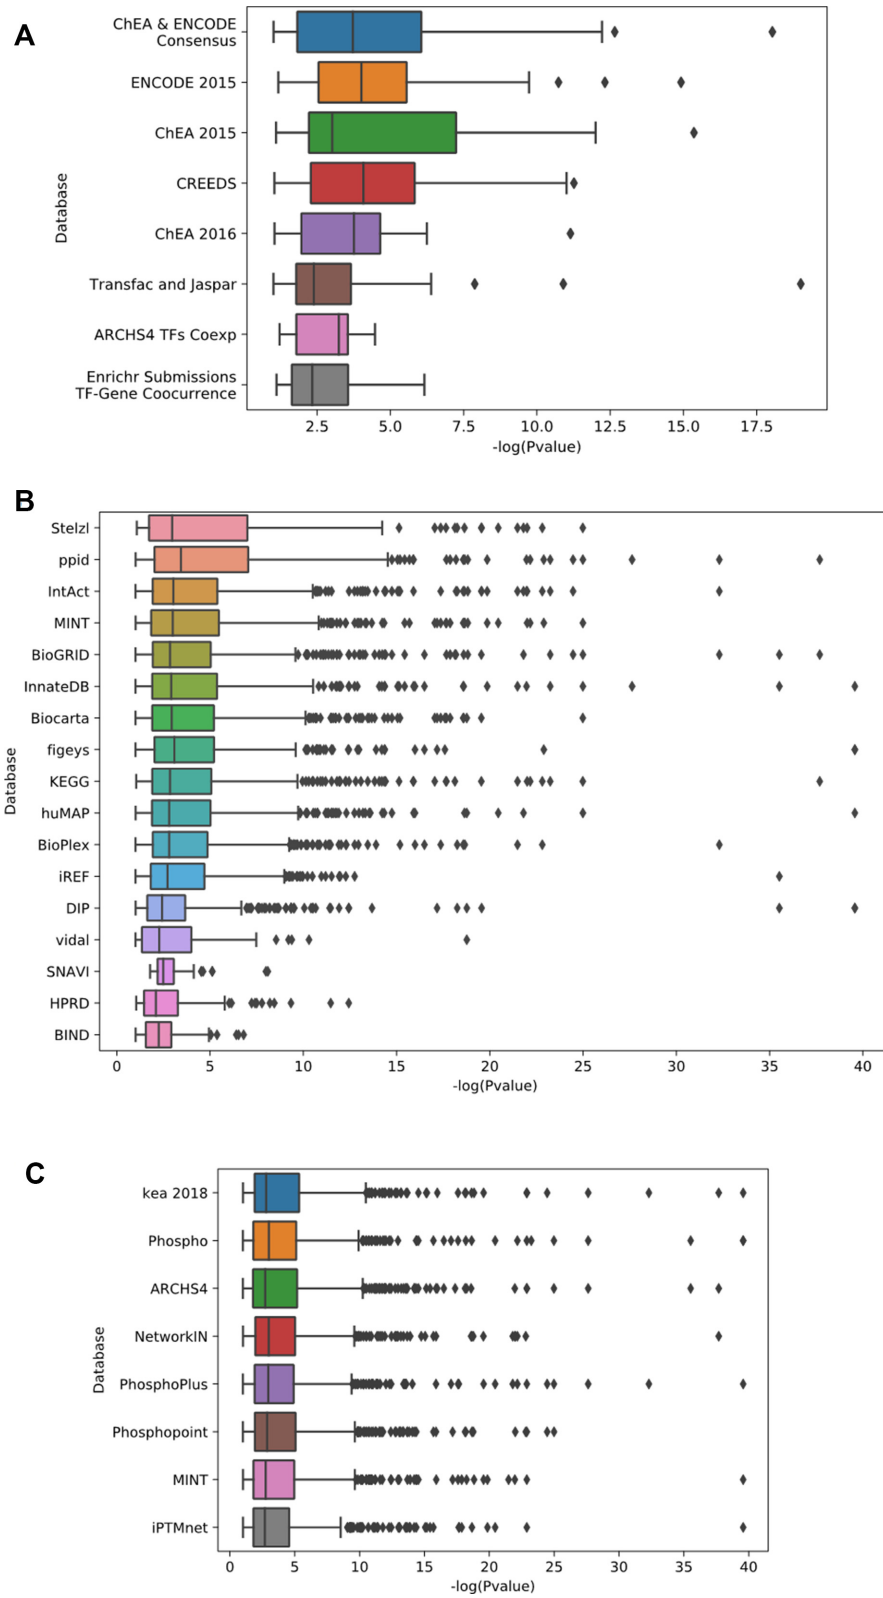 A
ChEA & ENCODE
Consensus
ENCODE 2015
ChEA 2015
CREEDS
ChEA 2016
Transfac and Jaspar
ARCHS4 TFs Coexp
Enrichr Submissions
TF-Gene Coocurrence
Database
2.5 5.0 7.5 10.0 12.5 15.0 17.5
-log(Pvalue)
B
Stelzl
ppid
IntAct
MINT
BioGRID
InnateDB
Biocarta
figeys
KEGG
huMAP
BioPlex
iREF
DIP
vidal
SNAVI
HPRD
BIND
Database
0 5 10 15 20 25 30 35 40
-log(Pvalue)
C
kea 2018
Phospho
ARCHS4
NetworkIN
PhosphoPlus
Phosphopoint
MINT
iPTMnet
Database
0 5 10 15 20 25 30 35 40
-log(Pvalue)